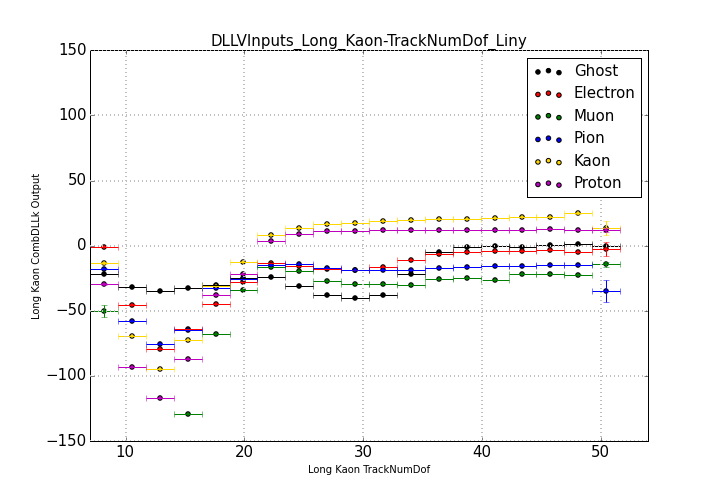 DLLVInputs_Long_Kaon-TrackNumDof_Liny
150
100
50
0
−50
−100
−150
Long Kaon CombDLLk Output
Ghost
Electron
Muon
Pion
Kaon
Proton
10
20
30
40
50
Long Kaon TrackNumDof